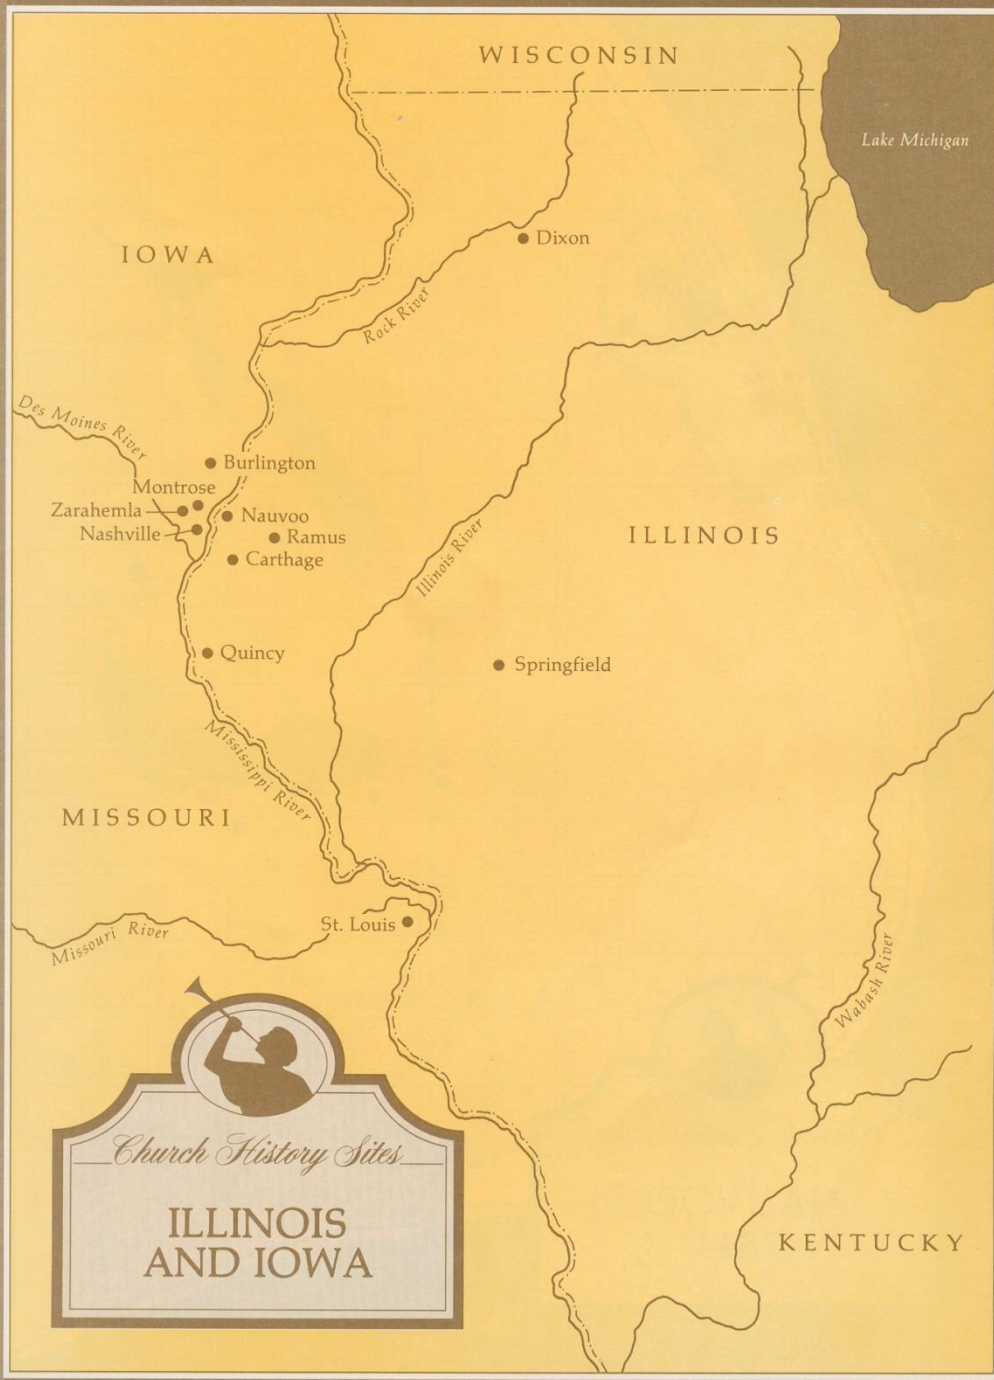 WISCONSIN
Lake Michigan
IOWA
Dixon
Rock River
Des Moines River
Burlington
Montrose
Zarahemla
Nauvoo
Nashville
Ramus
Carthage
ILLINOIS
Illinois River
Quincy
Springfield
Mississippi River
MISSOURI
St. Louis
Missouri River
Wabash River
Church History Sites
ILLINOIS
AND IOWA
KENTUCKY